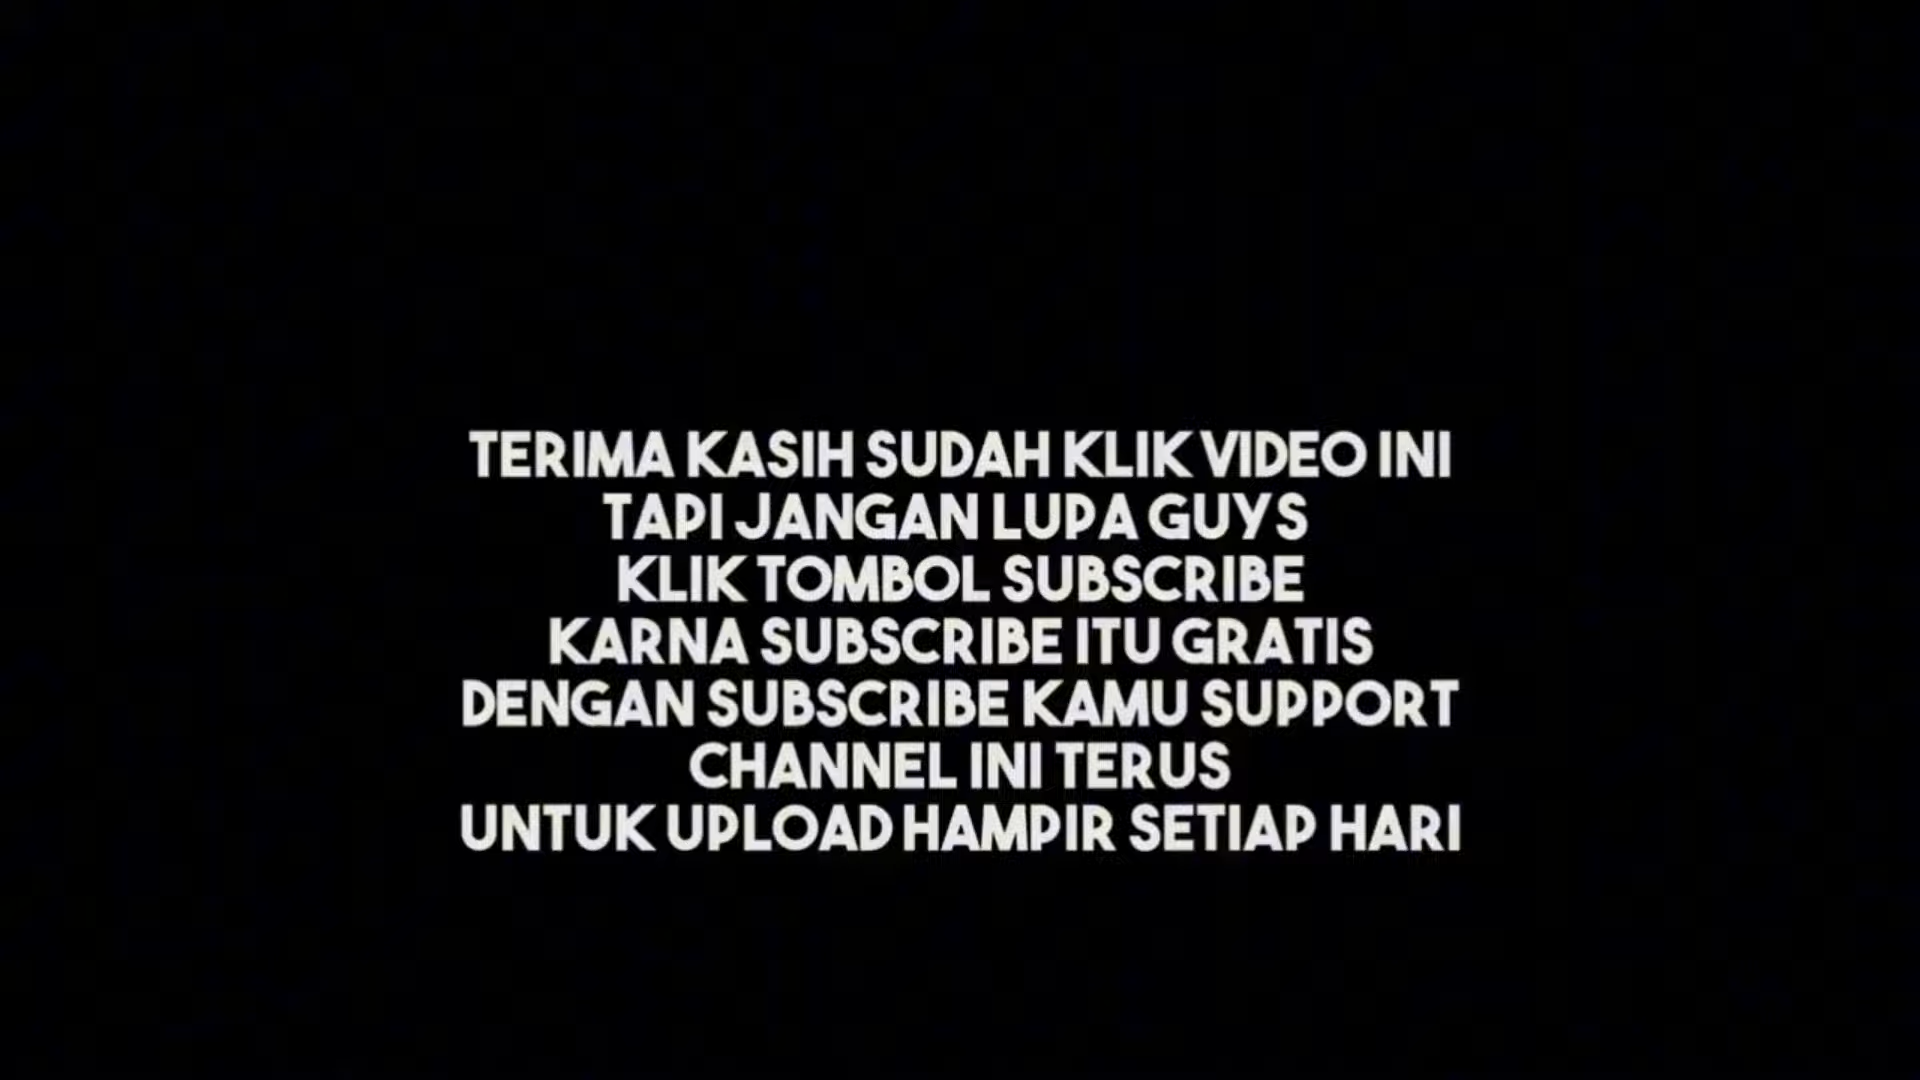 TERIMA KASIH SUDAH KLIK VIDEO INI
TAPI JANGAN LUPA GUYS
KLIK TOMBOL SUBSCRIBE
KARNA SUBSCRIBE ITU GRATIS
DENGAN SUBSCRIBE KAMU SUPPORT
CHANNEL INI TERUS
UNTUK UPLOAD HAMPIR SETIAP HARI